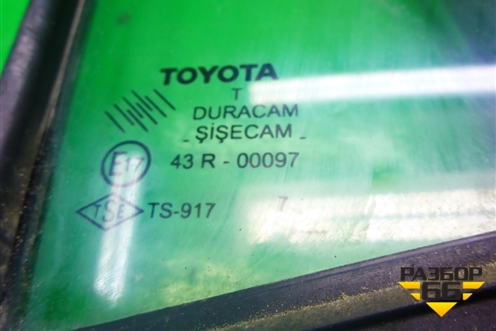 TOYOTA
T
DURACAM
- ŞİŞECAM -
E17
43 R - 00097
TSE TS-917 7
РАЗБОР
66